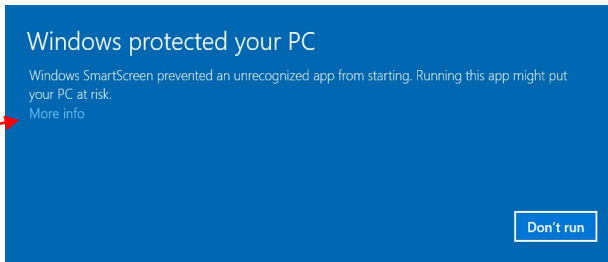 Windows protected your PC
Windows SmartScreen prevented an unrecognized app from starting. Running this app might put
your PC at risk.
More info
Don't run